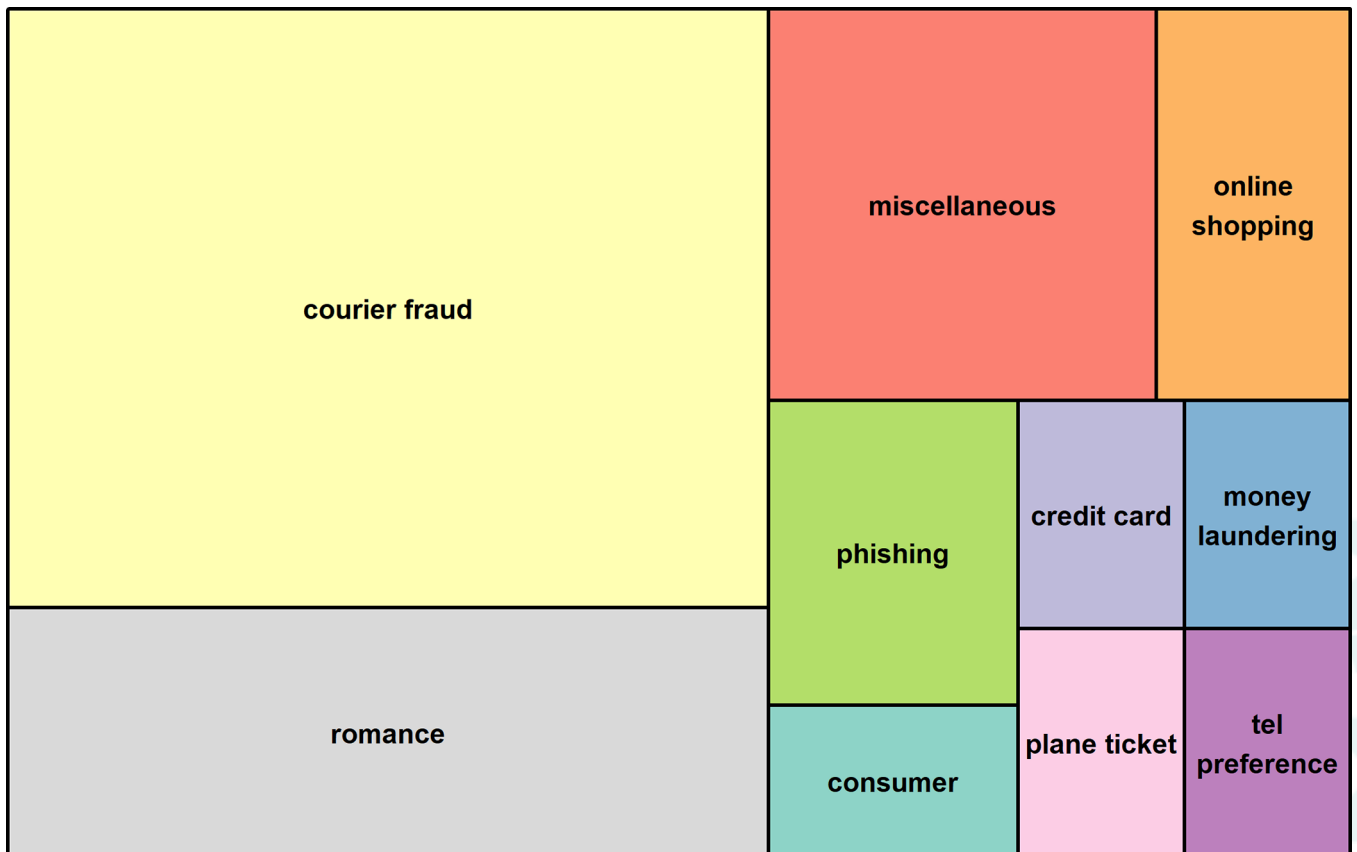 courier fraud
miscellaneous
online
shopping
phishing
credit card
money
laundering
romance
consumer
plane ticket
tel
preference